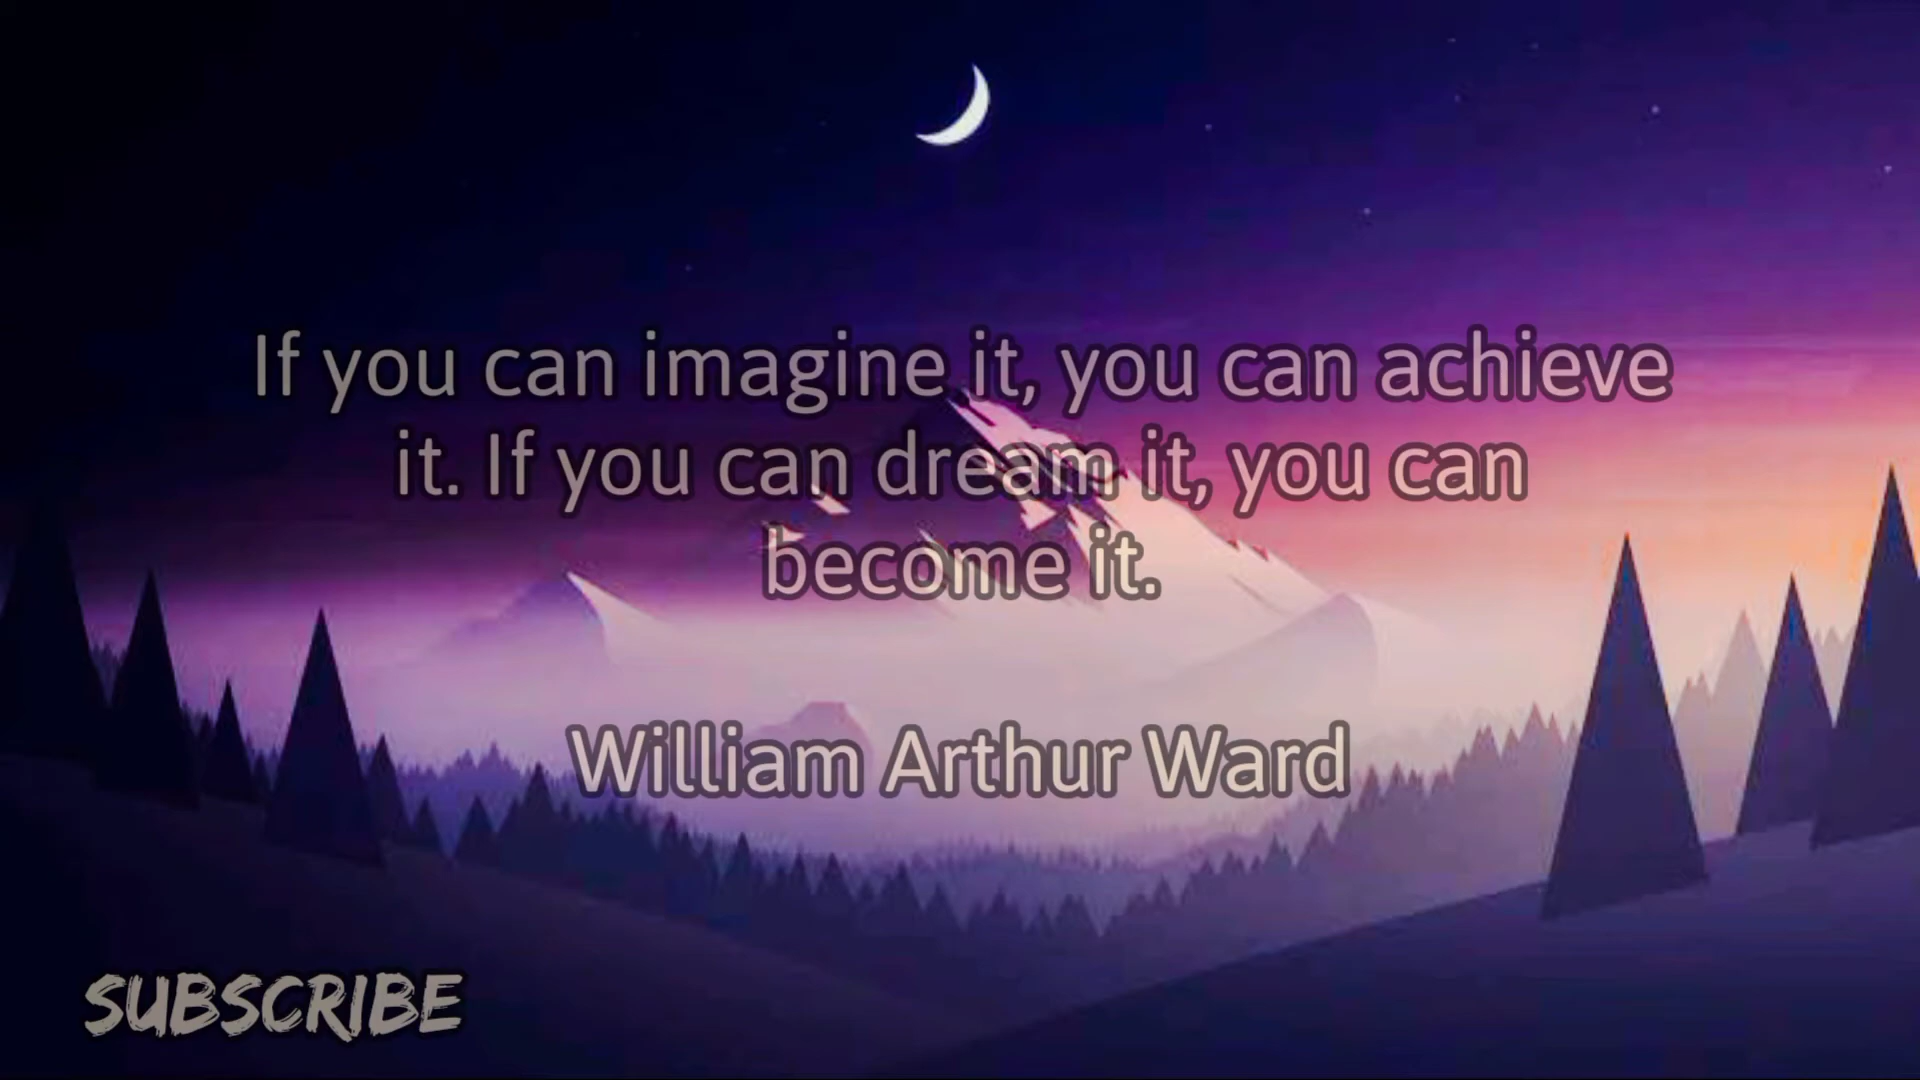 If you can imagine it, you can achieve
it. If you can dream it, you can
become it.
William Arthur Ward
SUBSCRIBE